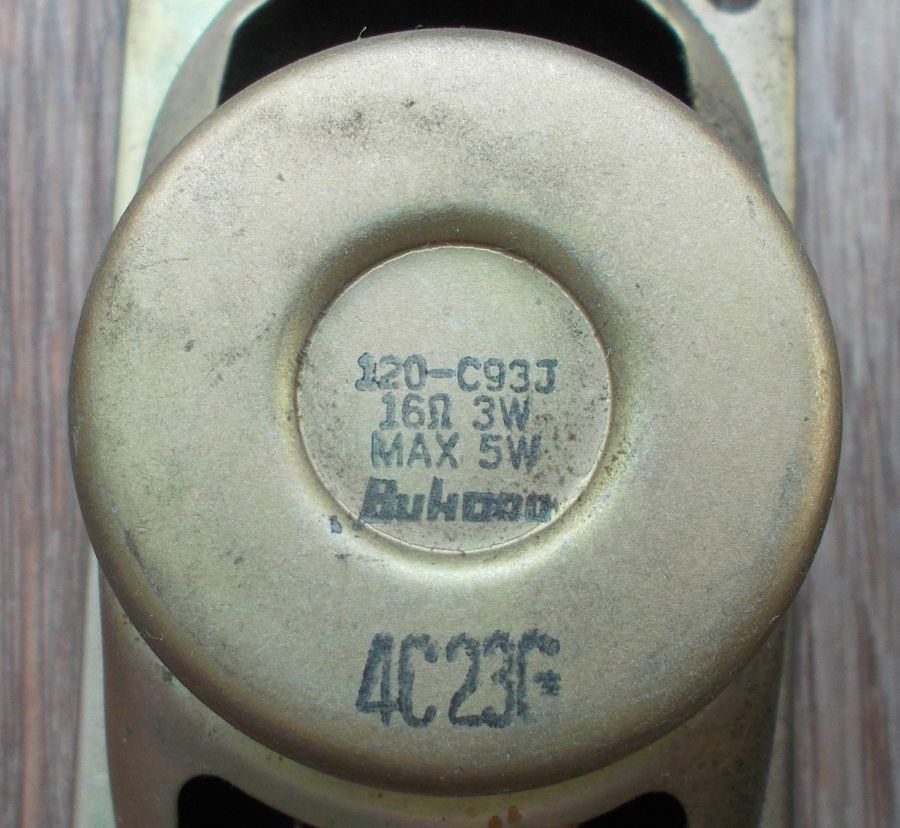 120-C93J
16Ω 3W
MAX 5W
4C23G